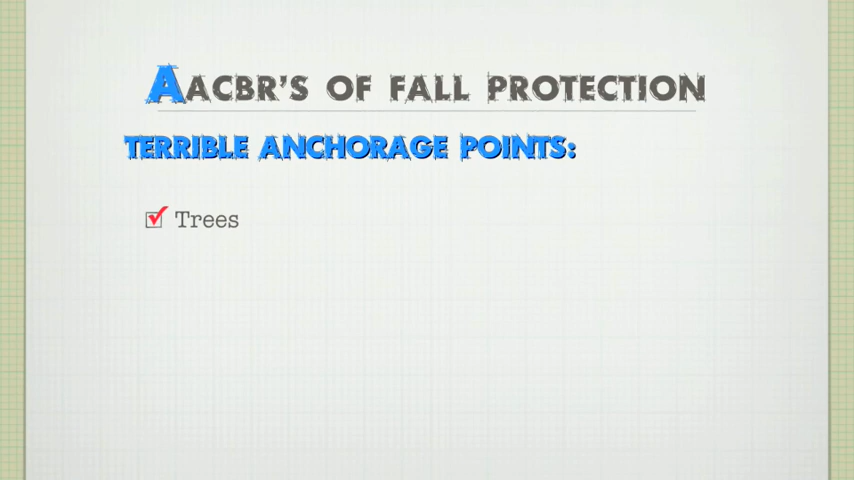 AACBR'S OF FALL PROTECTION
TERRIBLE ANCHORAGE POINTS:
Trees